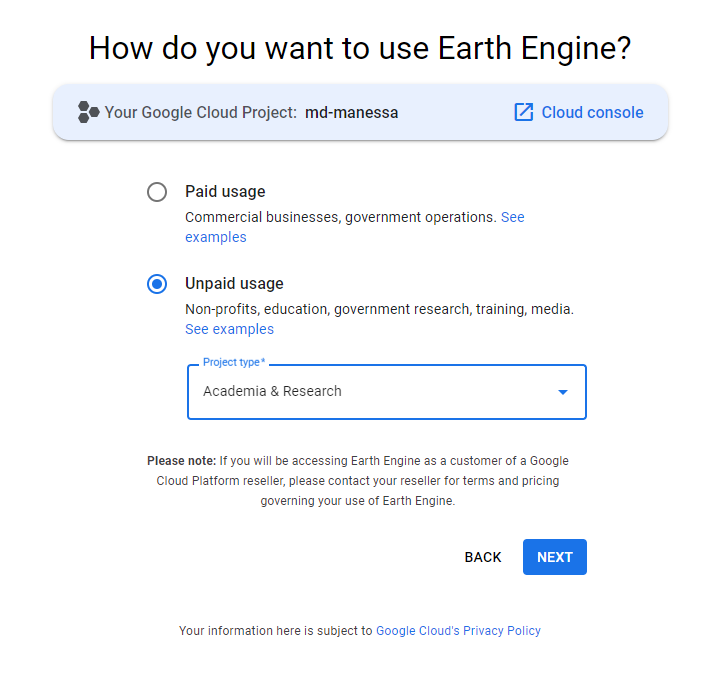 How do you want to use Earth Engine?
Your Google Cloud Project: md-manessa
Cloud console
Paid usage
Commercial businesses, government operations. See
examples
Unpaid usage
Non-profits, education, government research, training, media.
See examples
Project type*
Academia & Research
Please note: If you will be accessing Earth Engine as a customer of a Google
Cloud Platform reseller, please contact your reseller for terms and pricing
governing your use of Earth Engine.
BACK
NEXT
Your information here is subject to Google Cloud's Privacy Policy